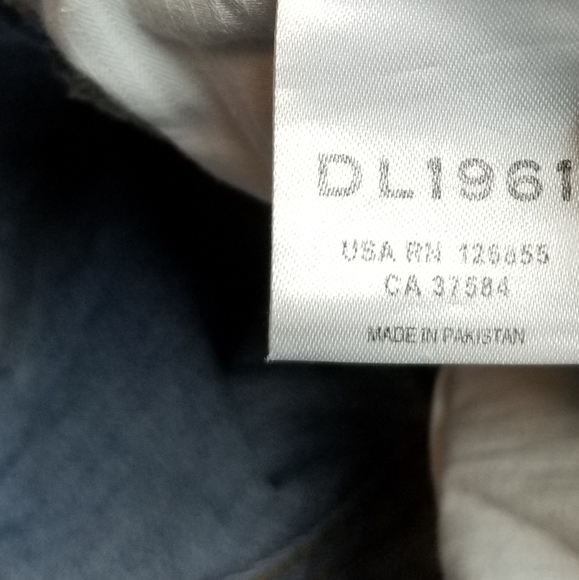 DL1961
USA RN 126855
CA 37584
MADE IN PAKISTAN